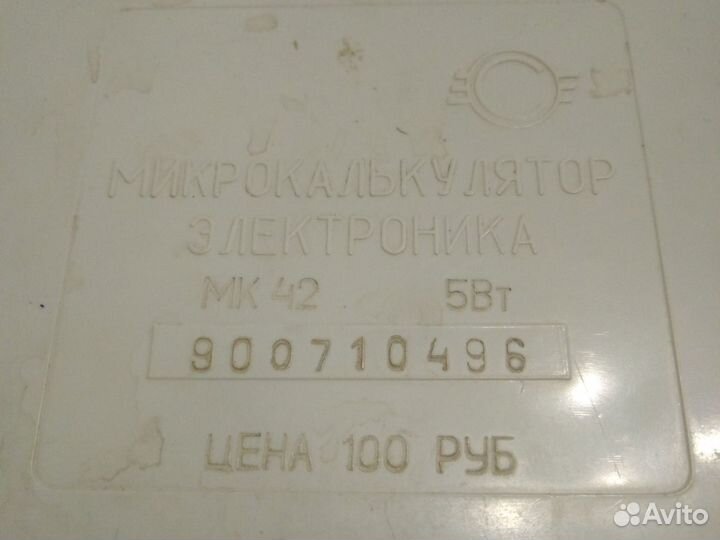 МИКРОКАЛЬКУЛЯТОР
ЭЛЕКТРОНИКА
МК 42 5Вт
900710496
ЦЕНА 100 РУБ
Avito